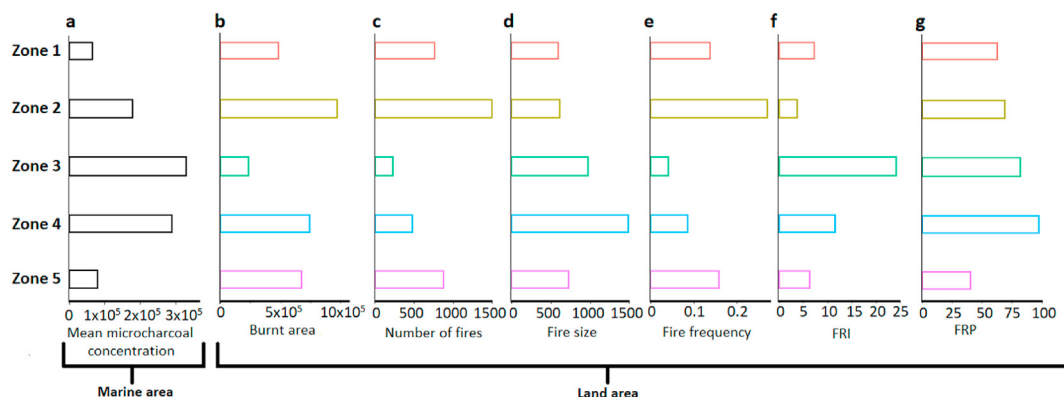 a b c d e f g
Zone 1
Zone 2
Zone 3
Zone 4
Zone 5
0 1x10⁵ 2x10⁵ 3x10⁵ 5x10⁵ 10x10⁵ 0 500 1000 1500 0 500 1000 1500 0 0.1 0.2 0 5 10 15 20 25 0 25 50 75 100
0
Mean microcharcoal concentration
Burnt area
Number of fires
Fire size
Fire frequency
FRI
FRP
Marine area
Land area